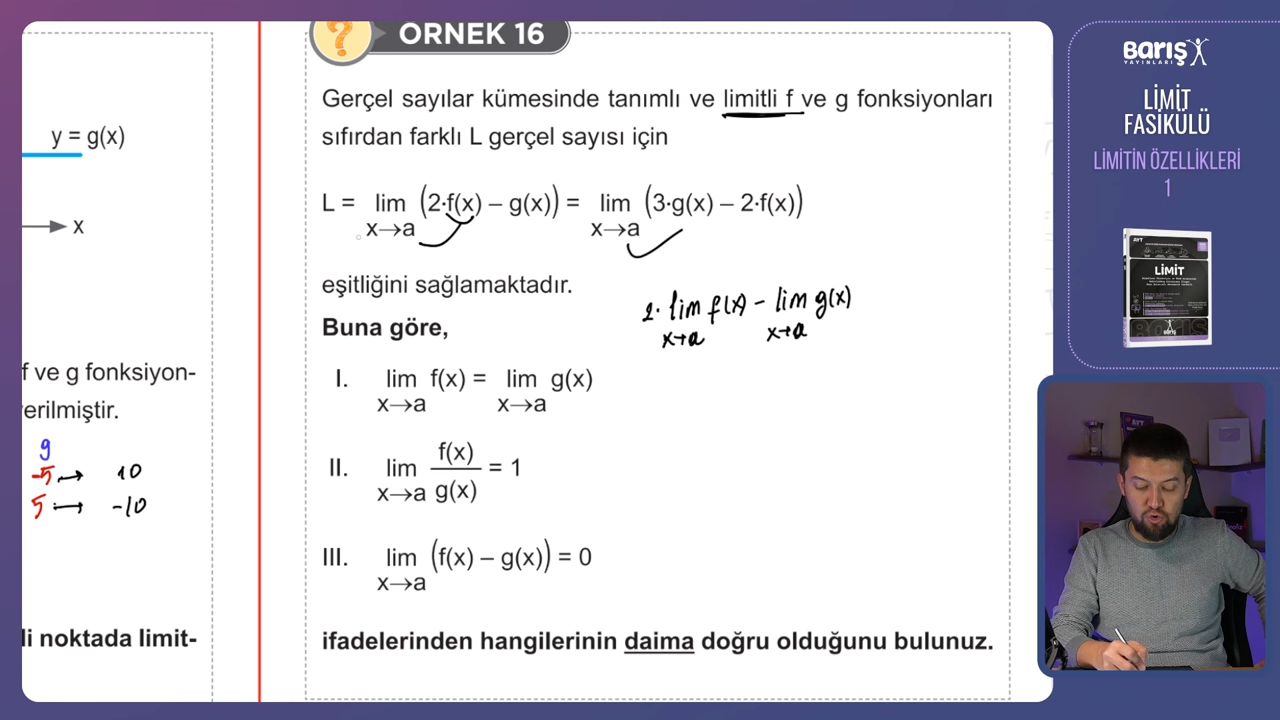 ÖRNEK 16
Gerçel sayılar kümesinde tanımlı ve limitli f ve g fonksiyonları
sıfırdan farklı L gerçel sayısı için
L = lim (2·f(x) – g(x)) = lim (3·g(x) – 2·f(x))
x→a x→a
eşitliğini sağlamaktadır.
2. lim f(x) – lim g(x)
x→a x→a
Buna göre,
I. lim f(x) = lim g(x)
x→a x→a
II. lim f(x)/g(x) = 1
x→a
III. lim (f(x) – g(x)) = 0
x→a
ifadelerinden hangilerinin daima doğru olduğunu bulunuz.
y = g(x)
x
f ve g fonksiyon-
erilmiştir.
g
-5 → 10
5 → -10
li noktada limit-
BARIŞ
YAYINLARI
LİMİT
FASİKÜLÜ
LİMİTİN ÖZELLİKLERİ
1
AYT
LİMİT
BARIŞ